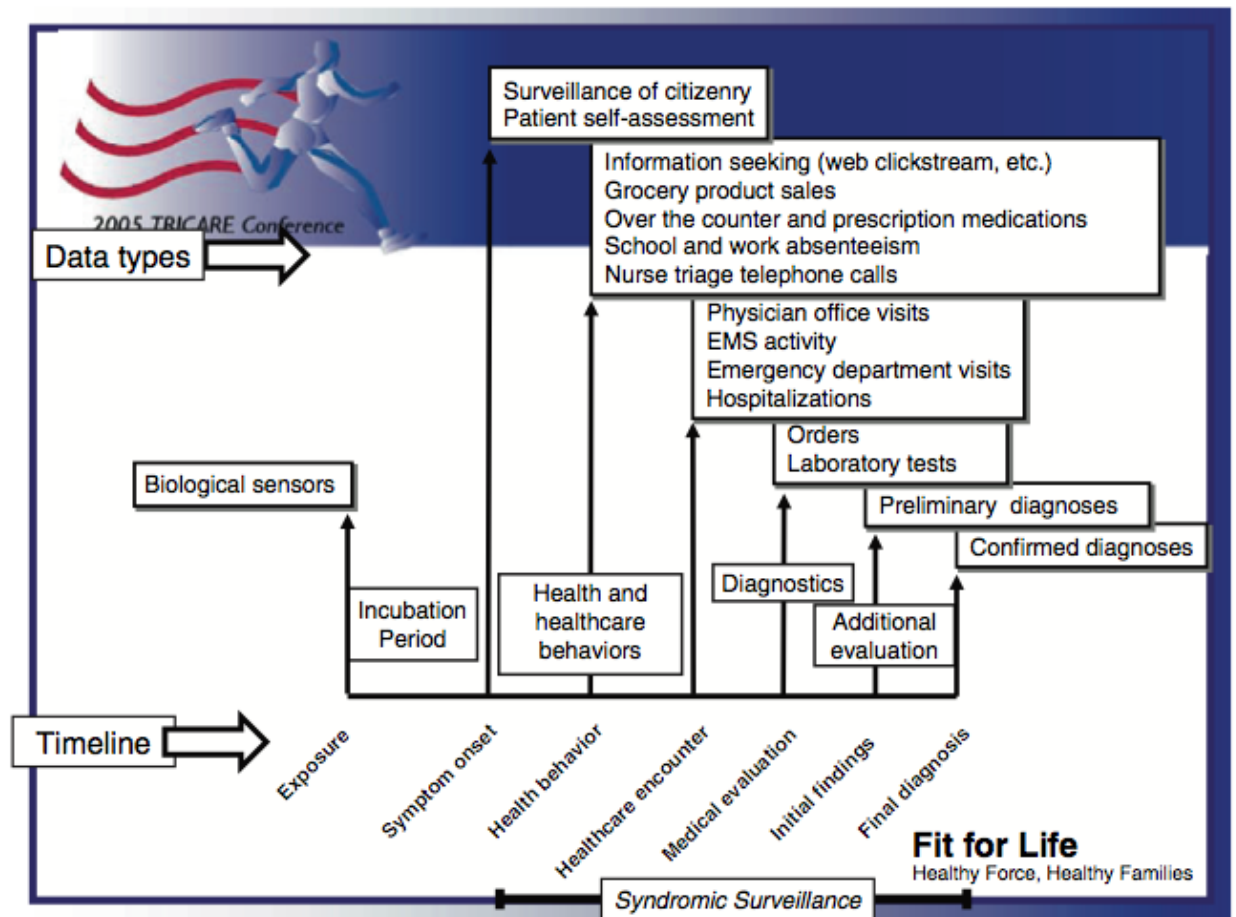 Surveillance of citizenry
Patient self-assessment
Information seeking (web clickstream, etc.)
Grocery product sales
Over the counter and prescription medications
School and work absenteeism
Nurse triage telephone calls
2005 TRICARE Conference
Data types
Physician office visits
EMS activity
Emergency department visits
Hospitalizations
Orders
Laboratory tests
Biological sensors
Preliminary diagnoses
Confirmed diagnoses
Incubation
Period
Health and
healthcare
behaviors
Diagnostics
Additional
evaluation
Timeline
Exposure
Symptom onset
Health behavior
Healthcare encounter
Medical evaluation
Initial findings
Final diagnosis
Fit for Life
Healthy Force, Healthy Families
Syndromic Surveillance